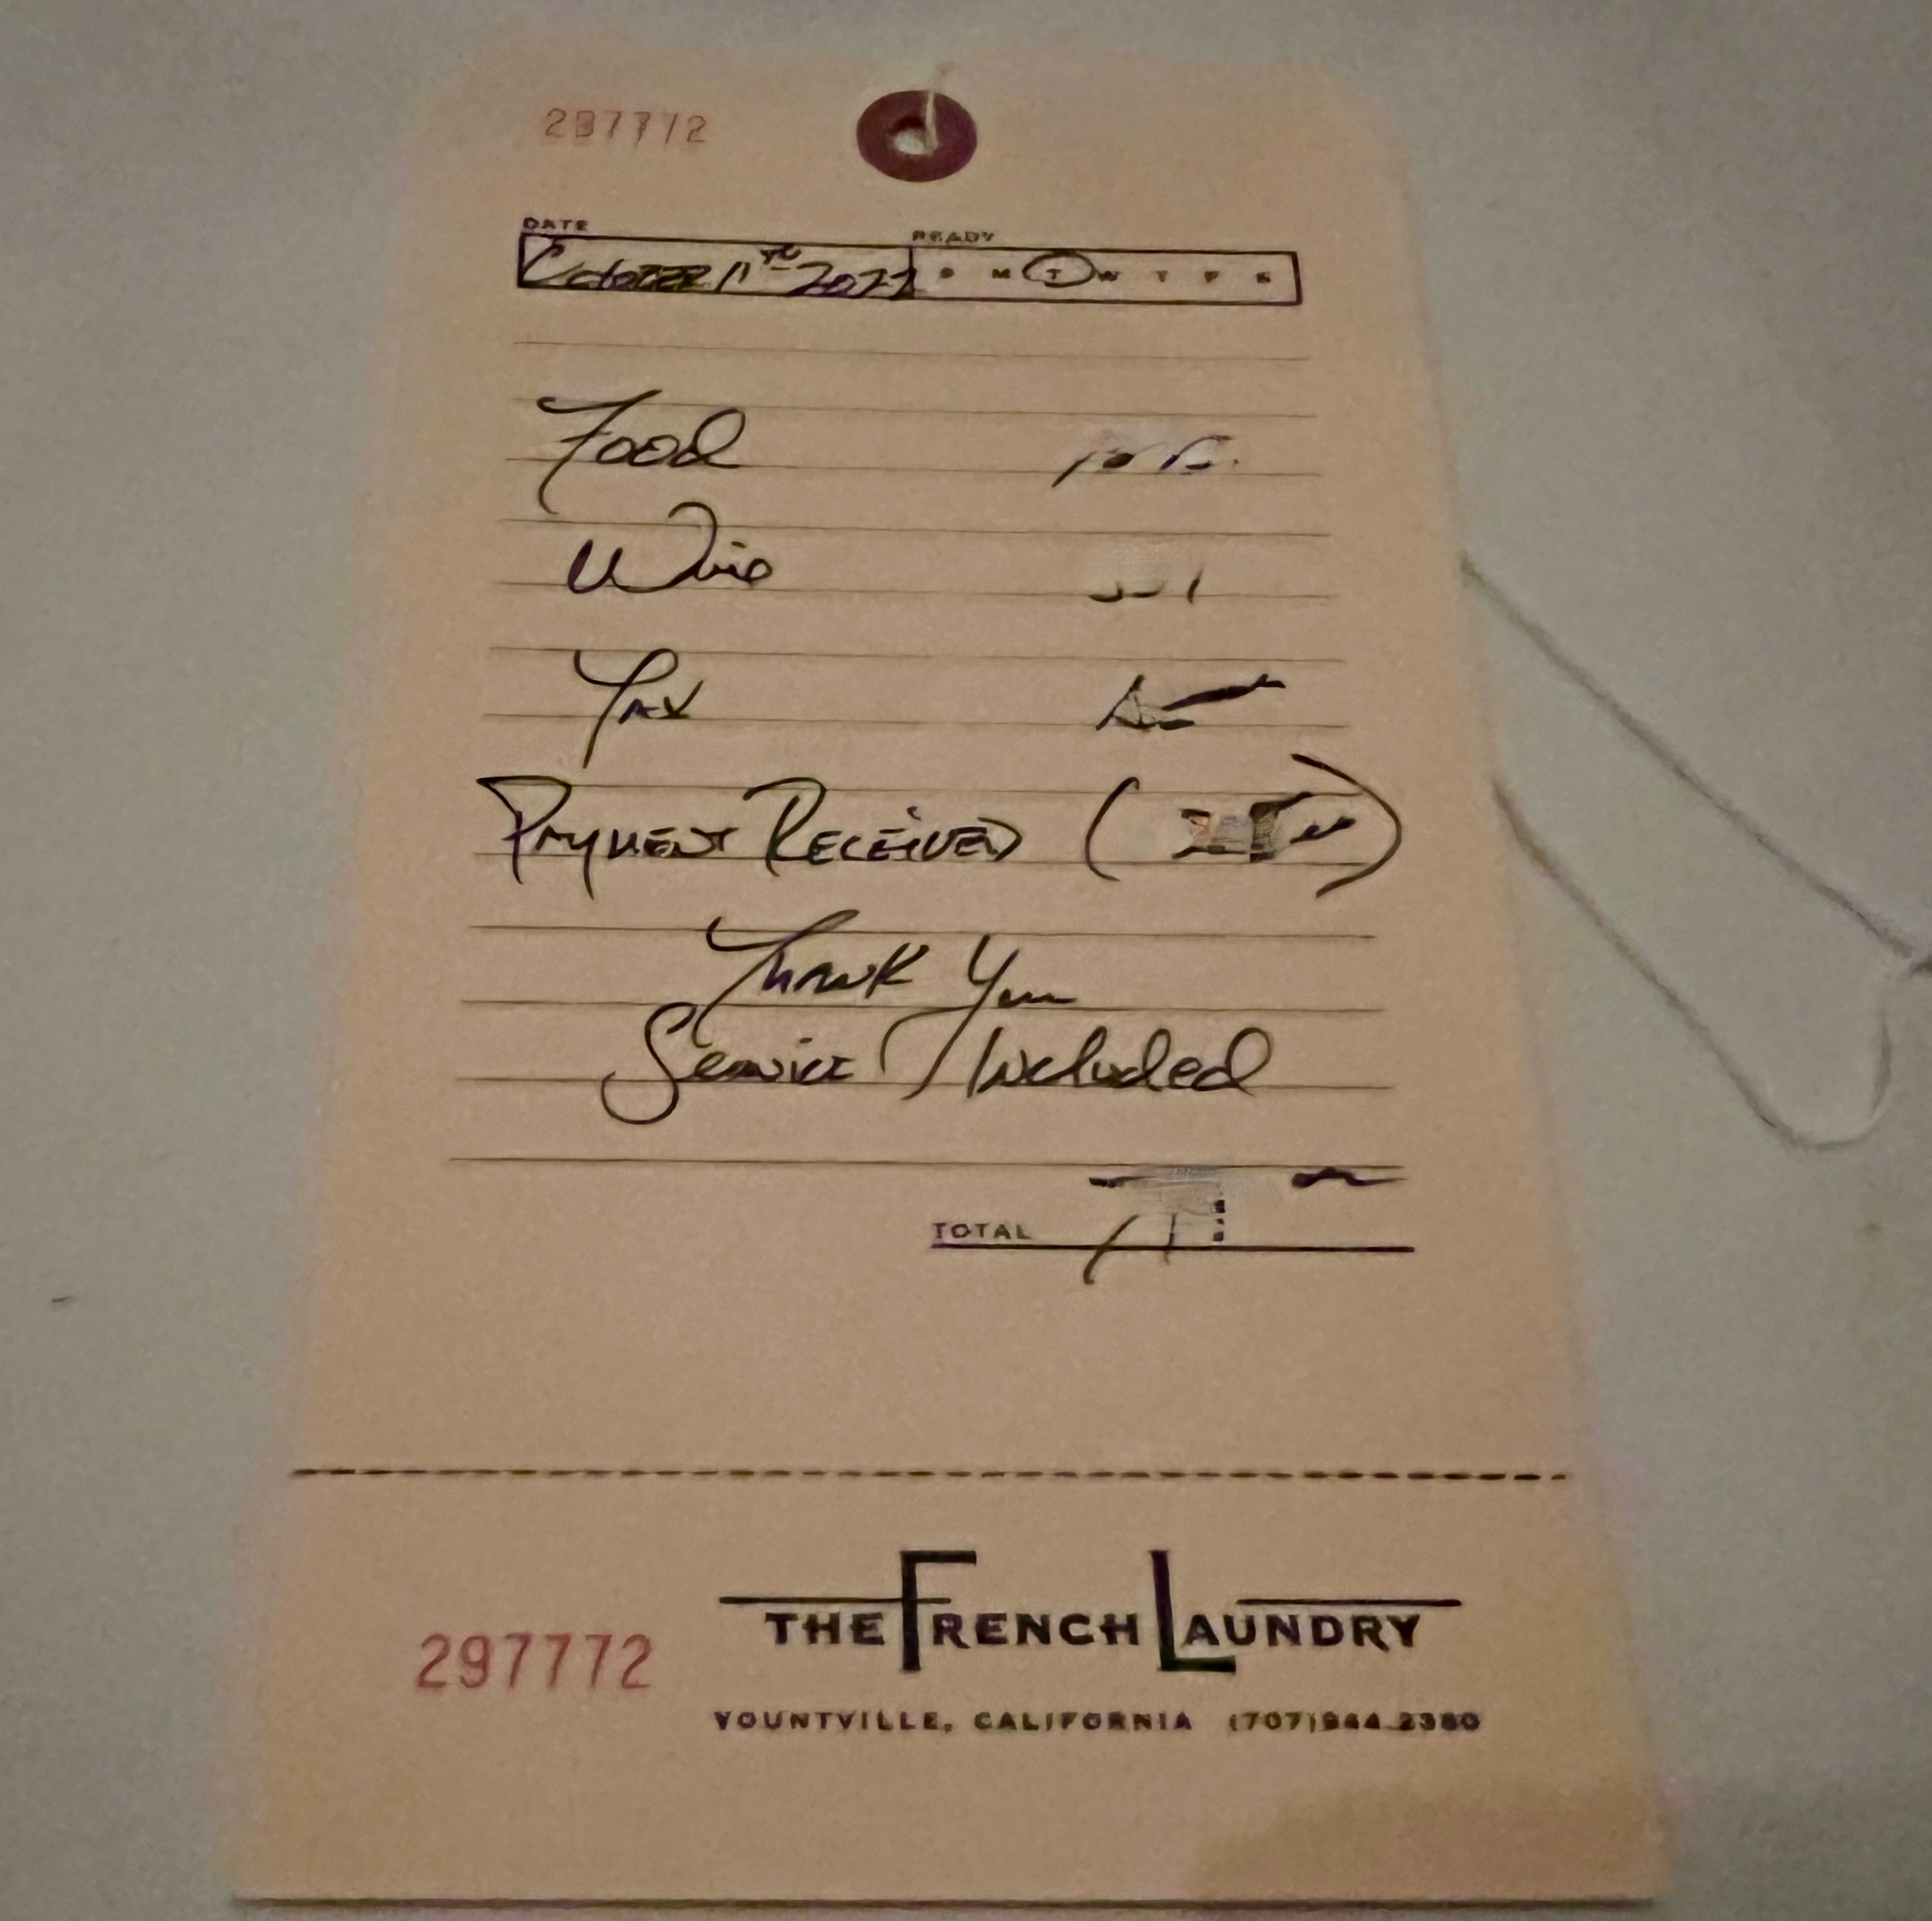 297772
DATE READY
October 11TH 2022 S M T W T F S
Food
Wine
Tax
Payment Received ( )
Thank You
Service Included
TOTAL
THE FRENCH LAUNDRY
297772
YOUNTVILLE, CALIFORNIA (707) 944-2380